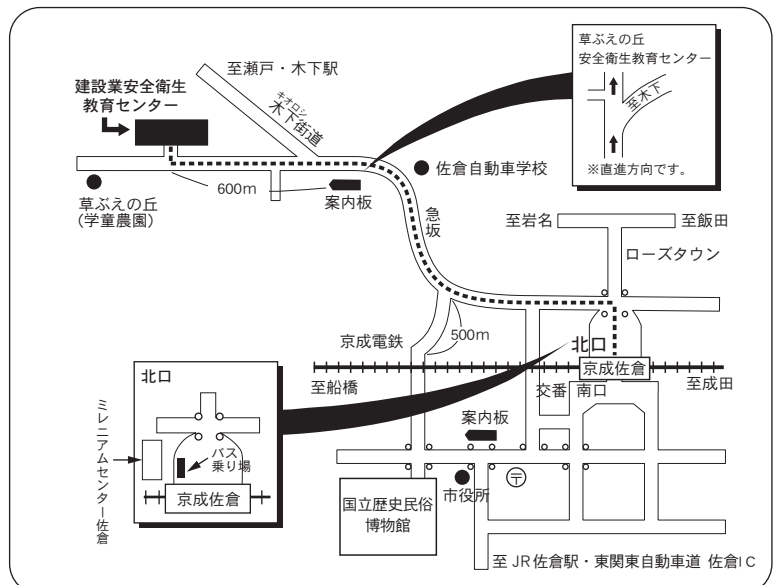 草ぶえの丘
安全衛生教育センター
至木下
※直進方向です。
至瀬戸・木下駅
建設業安全衛生
教育センター
キオロシ
木下街道
佐倉自動車学校
600m
案内板
草ぶえの丘
(学童農園)
急坂
至岩名
至飯田
ローズタウン
京成電鉄
500m
北口
京成佐倉
至船橋
交番
南口
至成田
北口
ミレニアムセンター佐倉
バス
乗り場
京成佐倉
案内板
市役所
〒
国立歴史民俗
博物館
至JR佐倉駅・東関東自動車道 佐倉IC